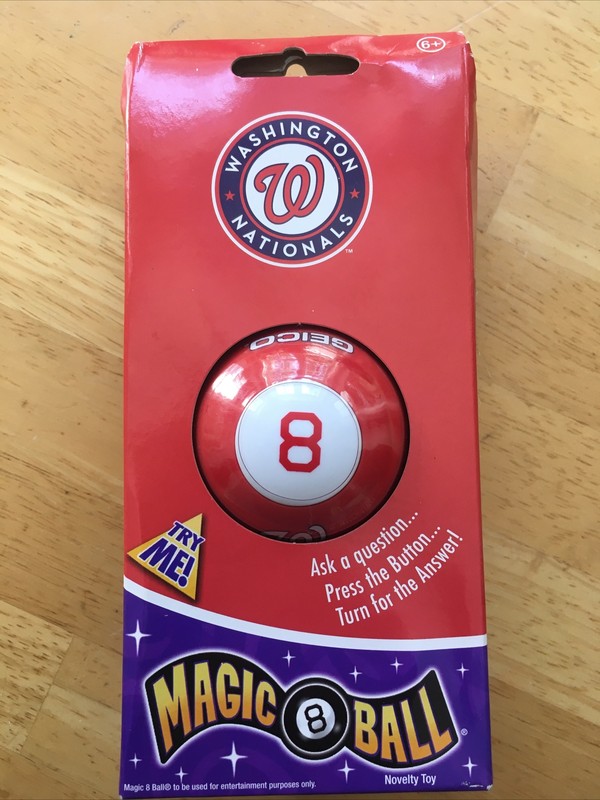 6+
WASHINGTON
W
NATIONALS™
GEICO
8
TRY
ME!
Ask a question...
Press the Button...
Turn for the Answer!
MAGIC 8 BALL®
Magic 8 Ball® to be used for entertainment purposes only.
Novelty Toy